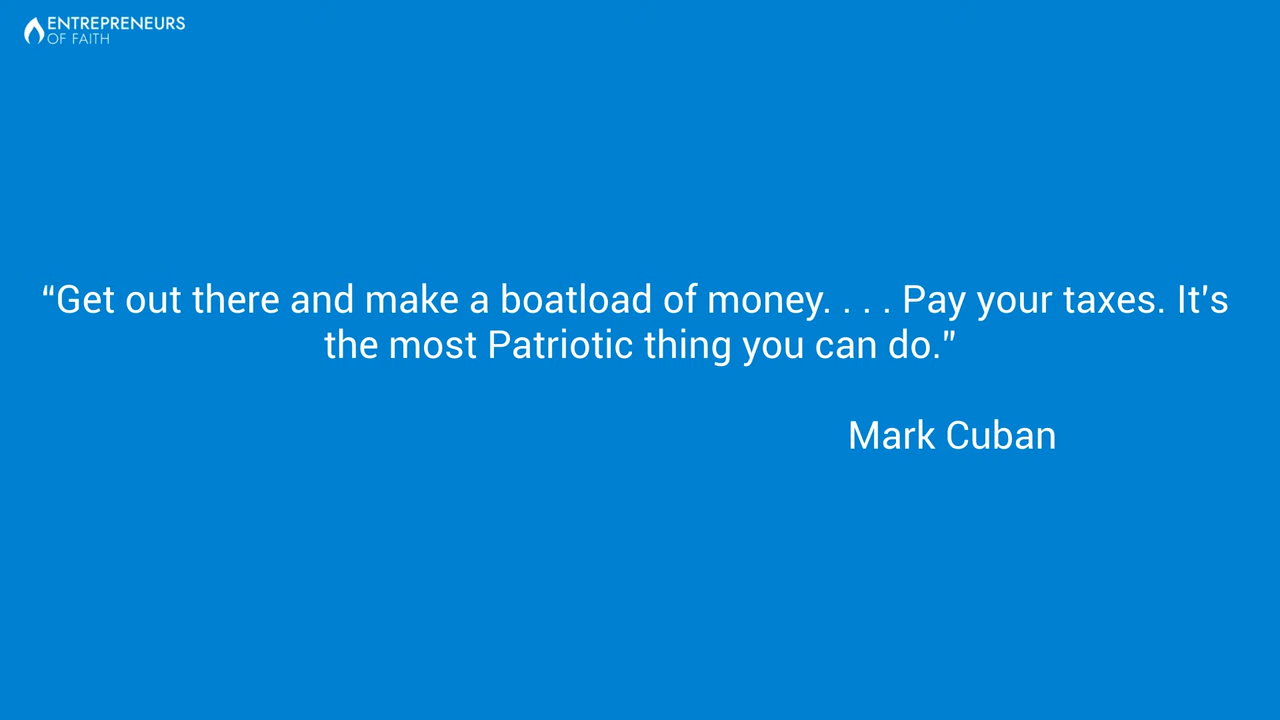 ENTREPRENEURS
OF FAITH
“Get out there and make a boatload of money. . . . Pay your taxes. It's
the most Patriotic thing you can do.”
Mark Cuban